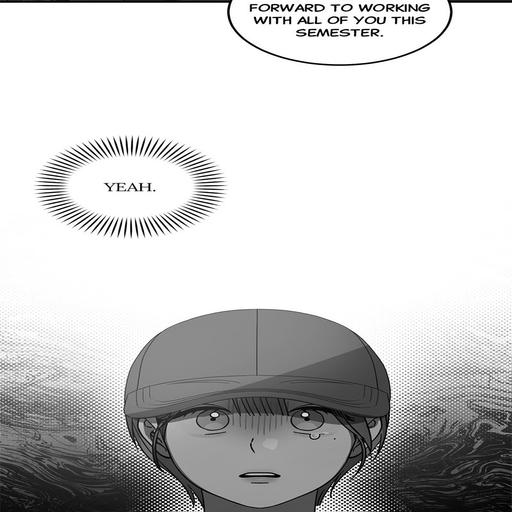 FORWARD TO WORKING
WITH ALL OF YOU THIS
SEMESTER.
YEAH.